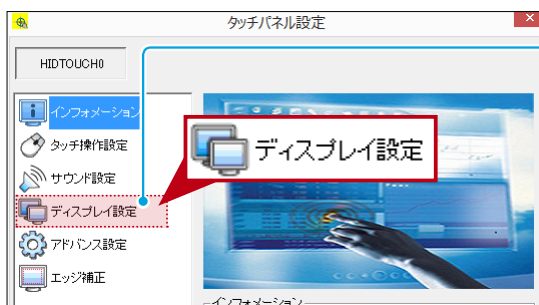 タッチパネル設定
HIDTOUCH0
インフォメーション
タッチ操作設定
サウンド設定
ディスプレイ設定
ディスプレイ設定
アドバンス設定
エッジ補正
インフォメーション